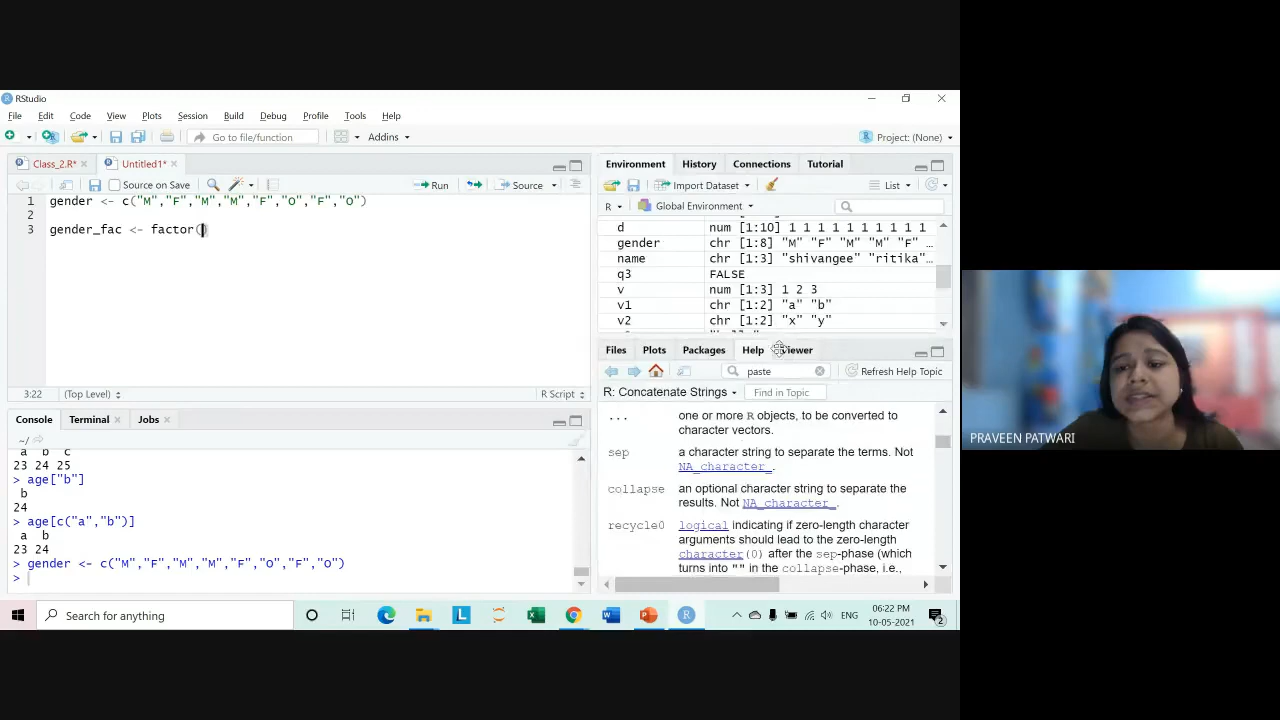 RStudio
File Edit Code View Plots Session Build Debug Profile Tools Help
Go to file/function Addins Project: (None)
Class_2.R* Untitled1*
Source on Save Run Source
1 gender <- c("M","F","M","M","F","O","F","O")
2
3 gender_fac <- factor()
3:22 (Top Level) R Script
Console Terminal Jobs
~/
a b c
23 24 25
> age["b"]
b
24
> age[c("a","b")]
a b
23 24
> gender <- c("M","F","M","M","F","O","F","O")
>
Environment History Connections Tutorial
Import Dataset List
R Global Environment
d num [1:10] 1 1 1 1 1 1 1 1 1 1
gender chr [1:8] "M" "F" "M" "M" "F" …
name chr [1:3] "shivangee" "ritika"…
q3 FALSE
v num [1:3] 1 2 3
v1 chr [1:2] "a" "b"
v2 chr [1:2] "x" "y"
Files Plots Packages Help Viewer
paste Refresh Help Topic
R: Concatenate Strings Find in Topic
... one or more R objects, to be converted to
character vectors.
sep a character string to separate the terms. Not
NA_character_.
collapse an optional character string to separate the
results. Not NA_character_.
recycle0 logical indicating if zero-length character
arguments should lead to the zero-length
character(0) after the sep-phase (which
turns into "" in the collapse-phase, i.e.,
PRAVEEN PATWARI
Search for anything
ENG
06:22 PM
10-05-2021
2